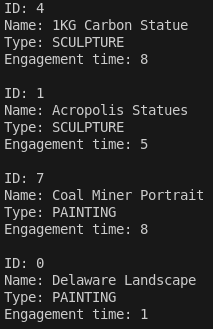 ID: 4
Name: 1KG Carbon Statue
Type: SCULPTURE
Engagement time: 8

ID: 1
Name: Acropolis Statues
Type: SCULPTURE
Engagement time: 5

ID: 7
Name: Coal Miner Portrait
Type: PAINTING
Engagement time: 8

ID: 0
Name: Delaware Landscape
Type: PAINTING
Engagement time: 1